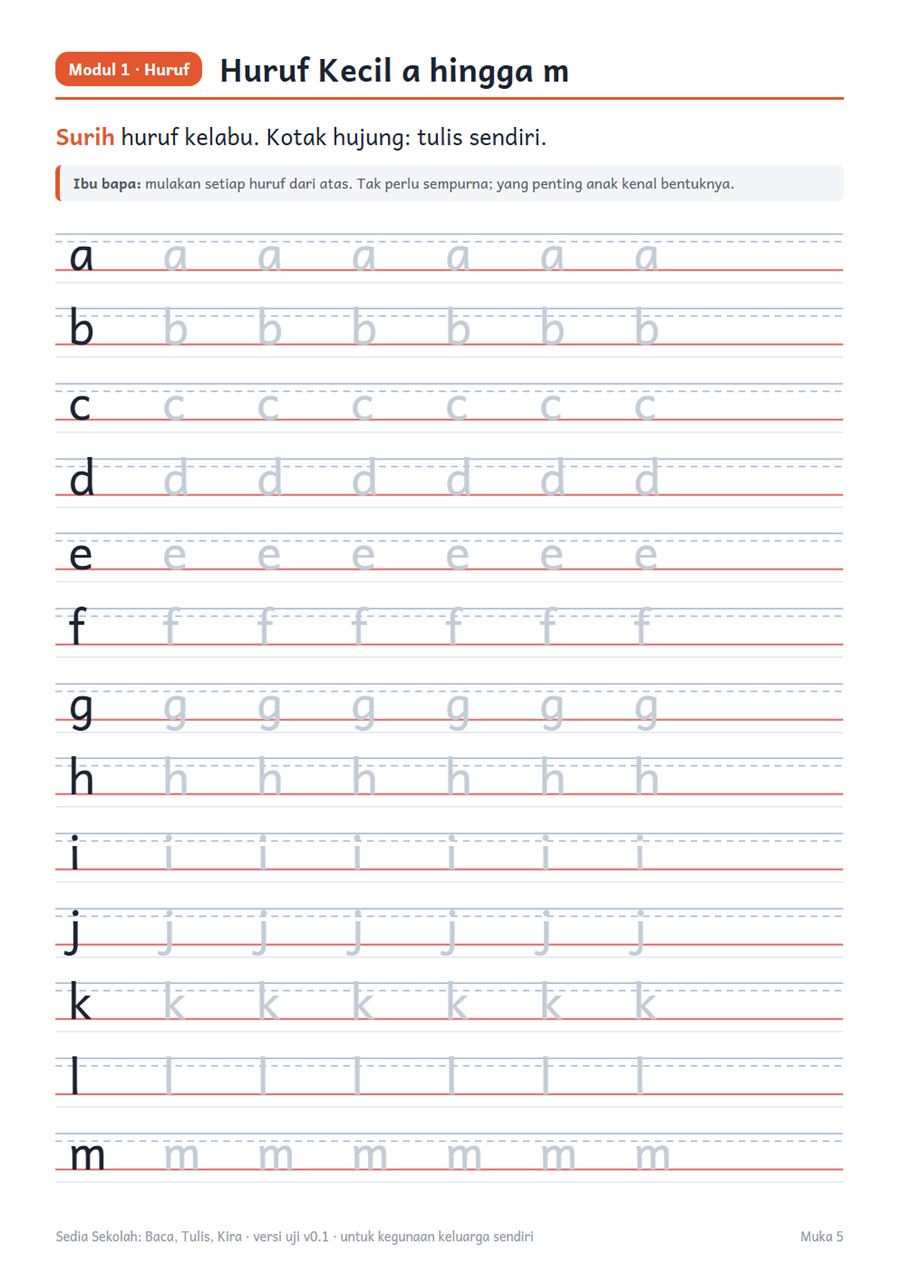 Modul 1 · Huruf Huruf Kecil a hingga m
Surih huruf kelabu. Kotak hujung: tulis sendiri.
Ibu bapa: mulakan setiap huruf dari atas. Tak perlu sempurna; yang penting anak kenal bentuknya.
a a a a a a a
b b b b b b b
c c c c c c c
d d d d d d d
e e e e e e e
f f f f f f f
g g g g g g g
h h h h h h h
i i i i i i i
j j j j j j j
k k k k k k k
l l l l l l l
m m m m m m m
Sedia Sekolah: Baca, Tulis, Kira · versi uji v0.1 · untuk kegunaan keluarga sendiri Muka 5